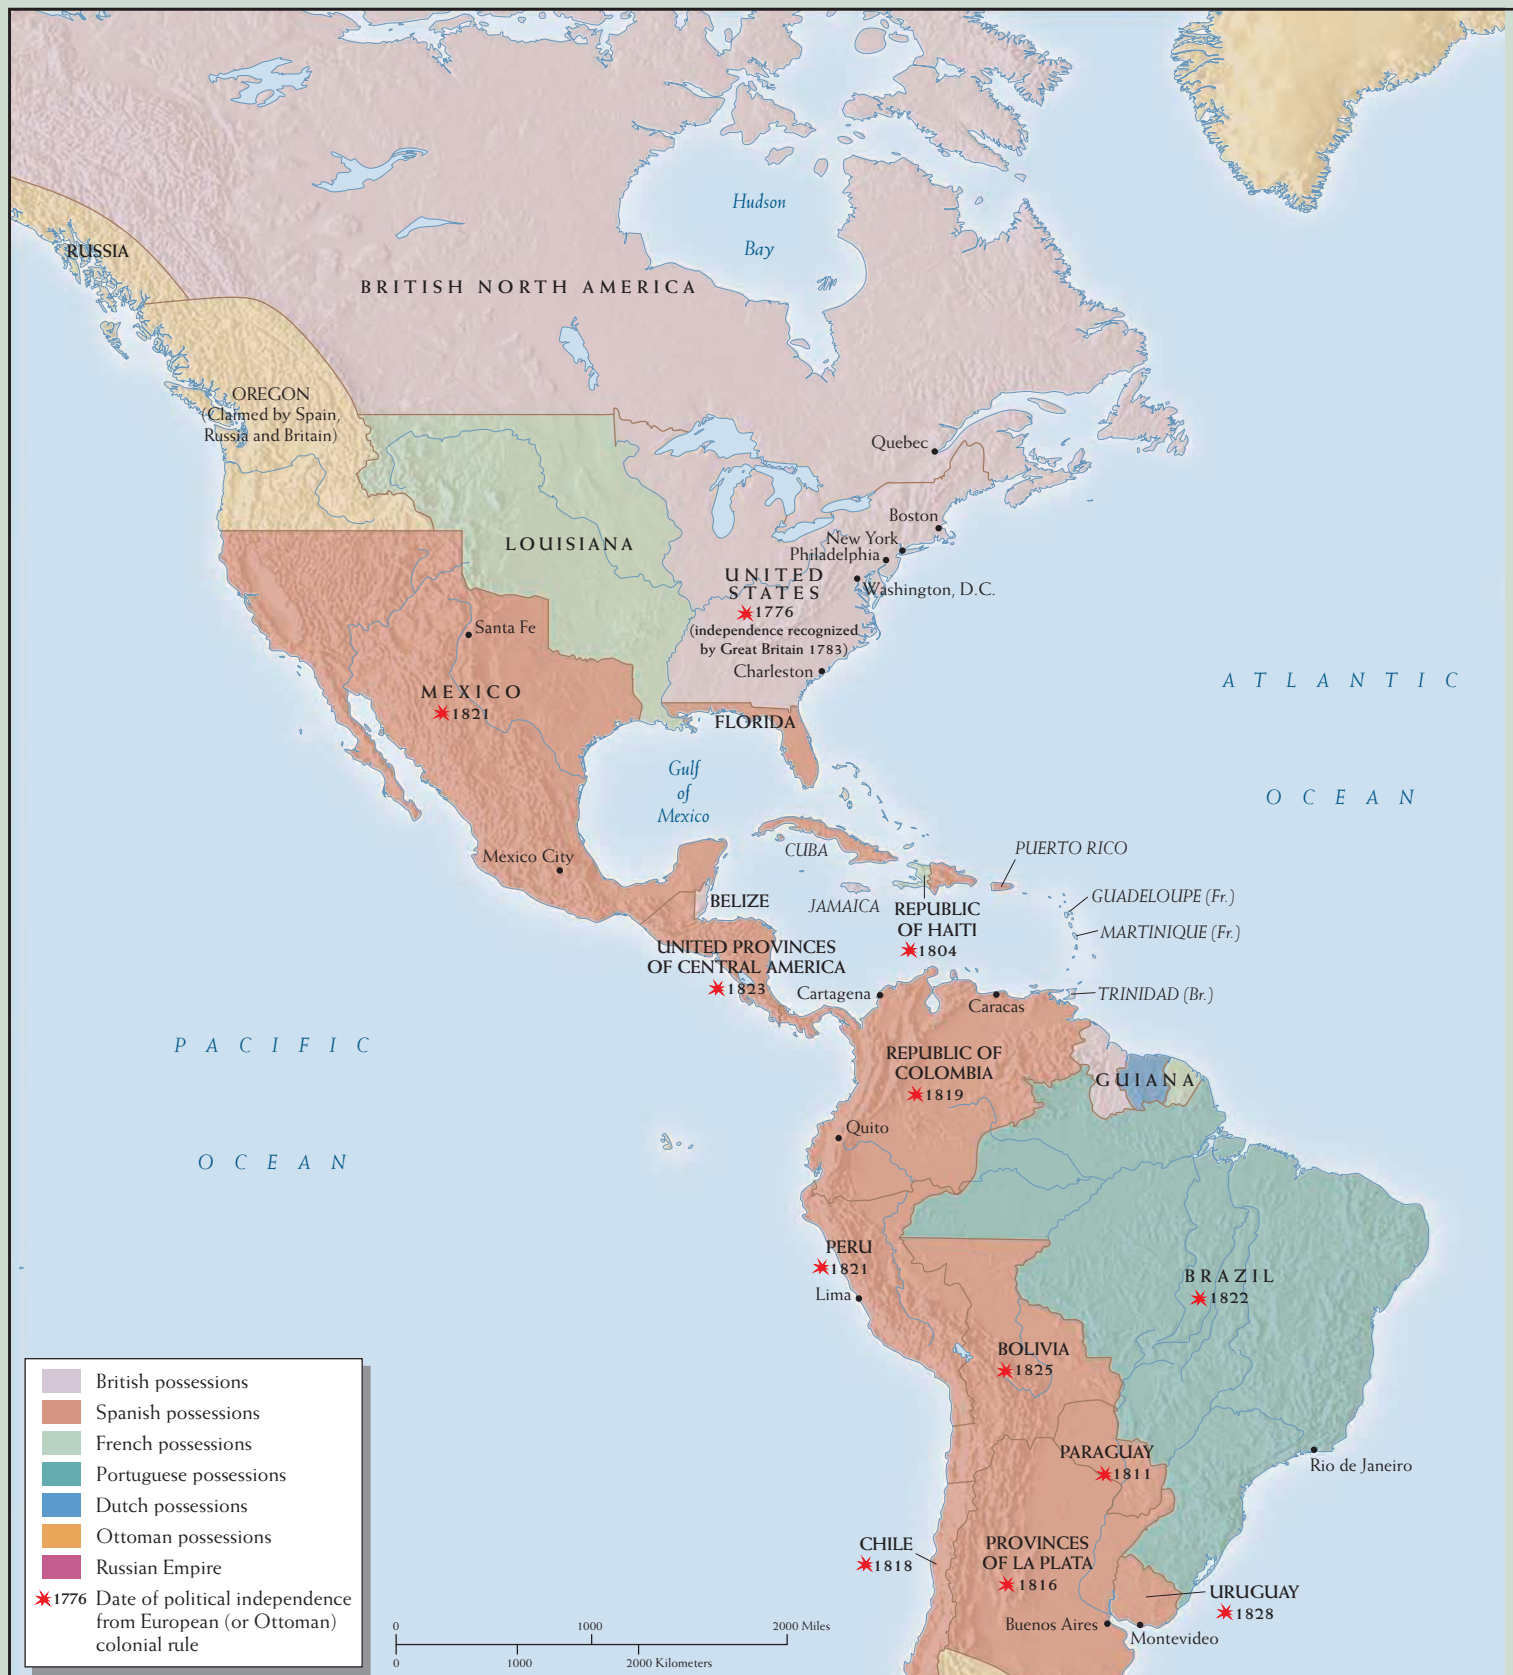 Hudson
Bay
RUSSIA
BRITISH NORTH AMERICA
OREGON
(Claimed by Spain,
Russia and Britain)
Quebec
Boston
New York
Philadelphia
LOUISIANA
UNITED
STATES
1776
(independence recognized
by Great Britain 1783)
Washington, D.C.
Santa Fe
Charleston
MEXICO
1821
FLORIDA
ATLANTIC
OCEAN
Gulf
of
Mexico
Mexico City
CUBA
PUERTO RICO
JAMAICA
BELIZE
REPUBLIC
OF HAITI
1804
GUADELOUPE (Fr.)
MARTINIQUE (Fr.)
UNITED PROVINCES
OF CENTRAL AMERICA
1823
Cartagena
Caracas
TRINIDAD (Br.)
PACIFIC
OCEAN
REPUBLIC OF
COLOMBIA
1819
GUIANA
Quito
PERU
1821
Lima
BRAZIL
1822
BOLIVIA
1825
PARAGUAY
1811
Rio de Janeiro
CHILE
1818
PROVINCES
OF LA PLATA
1816
URUGUAY
1828
Buenos Aires
Montevideo
British possessions
Spanish possessions
French possessions
Portuguese possessions
Dutch possessions
Ottoman possessions
Russian Empire
1776 Date of political independence
from European (or Ottoman)
colonial rule
0 1000 2000 Miles
0 1000 2000 Kilometers